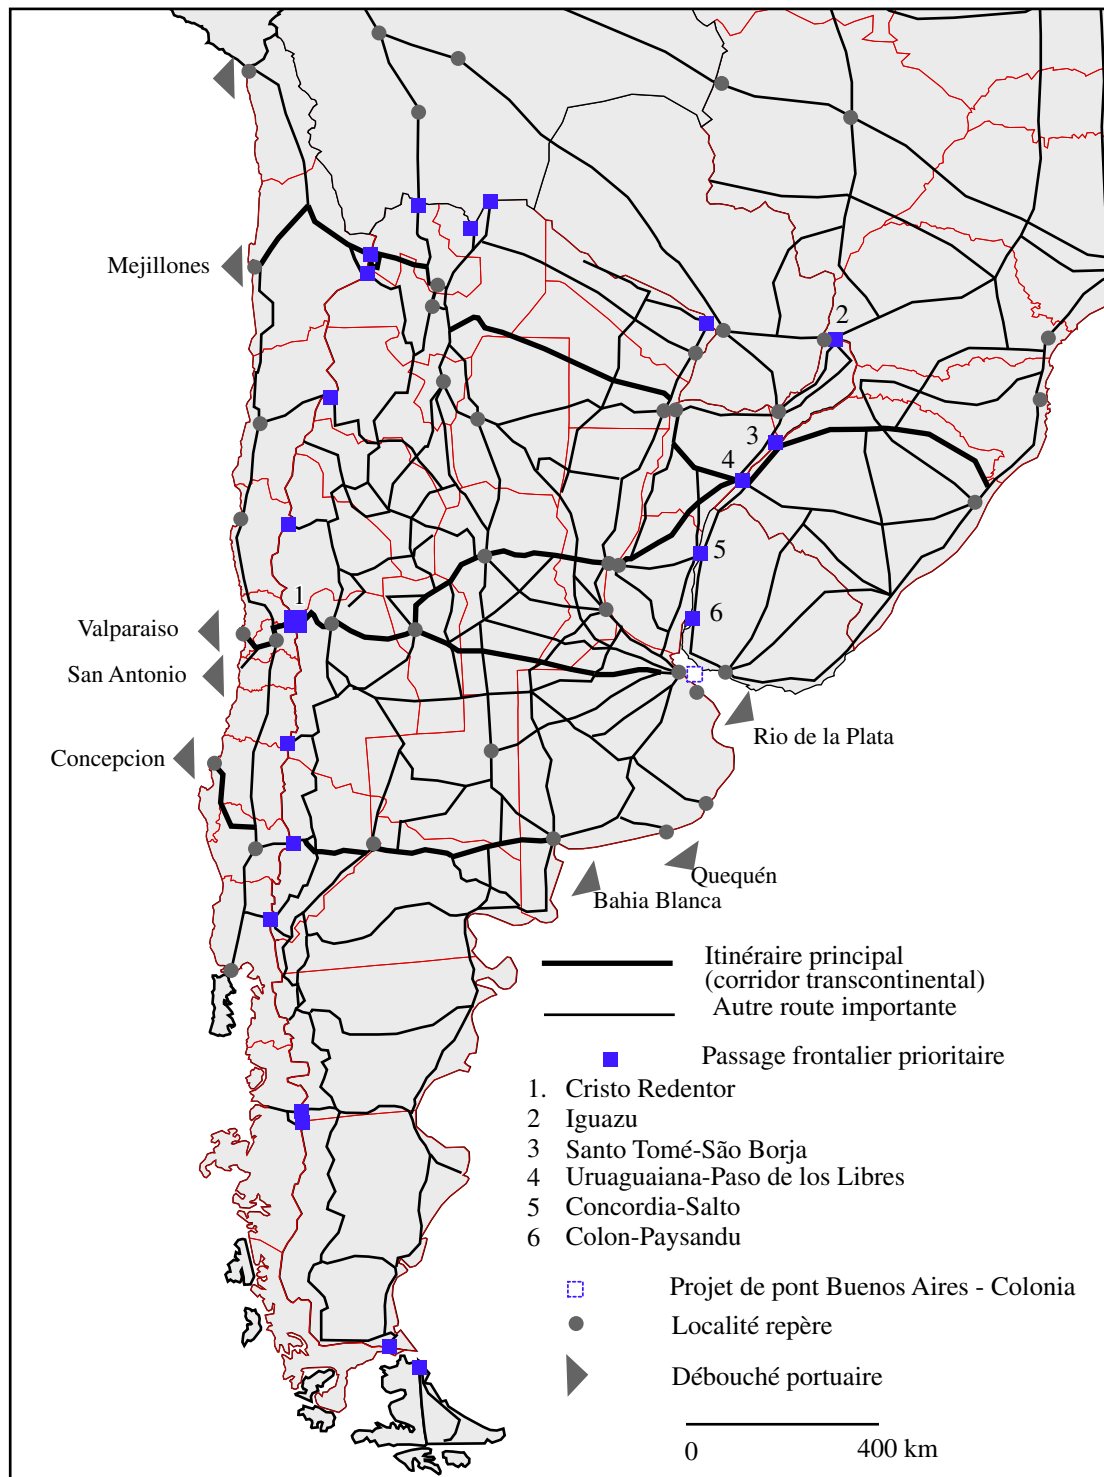 Mejillones
2
3
4
5
1
6
Valparaiso
San Antonio
Rio de la Plata
Concepcion
Quequén
Bahia Blanca
Itinéraire principal
(corridor transcontinental)
Autre route importante
Passage frontalier prioritaire
1. Cristo Redentor
2 Iguazu
3 Santo Tomé-São Borja
4 Uruaguaiana-Paso de los Libres
5 Concordia-Salto
6 Colon-Paysandu
Projet de pont Buenos Aires - Colonia
Localité repère
Débouché portuaire
0 400 km